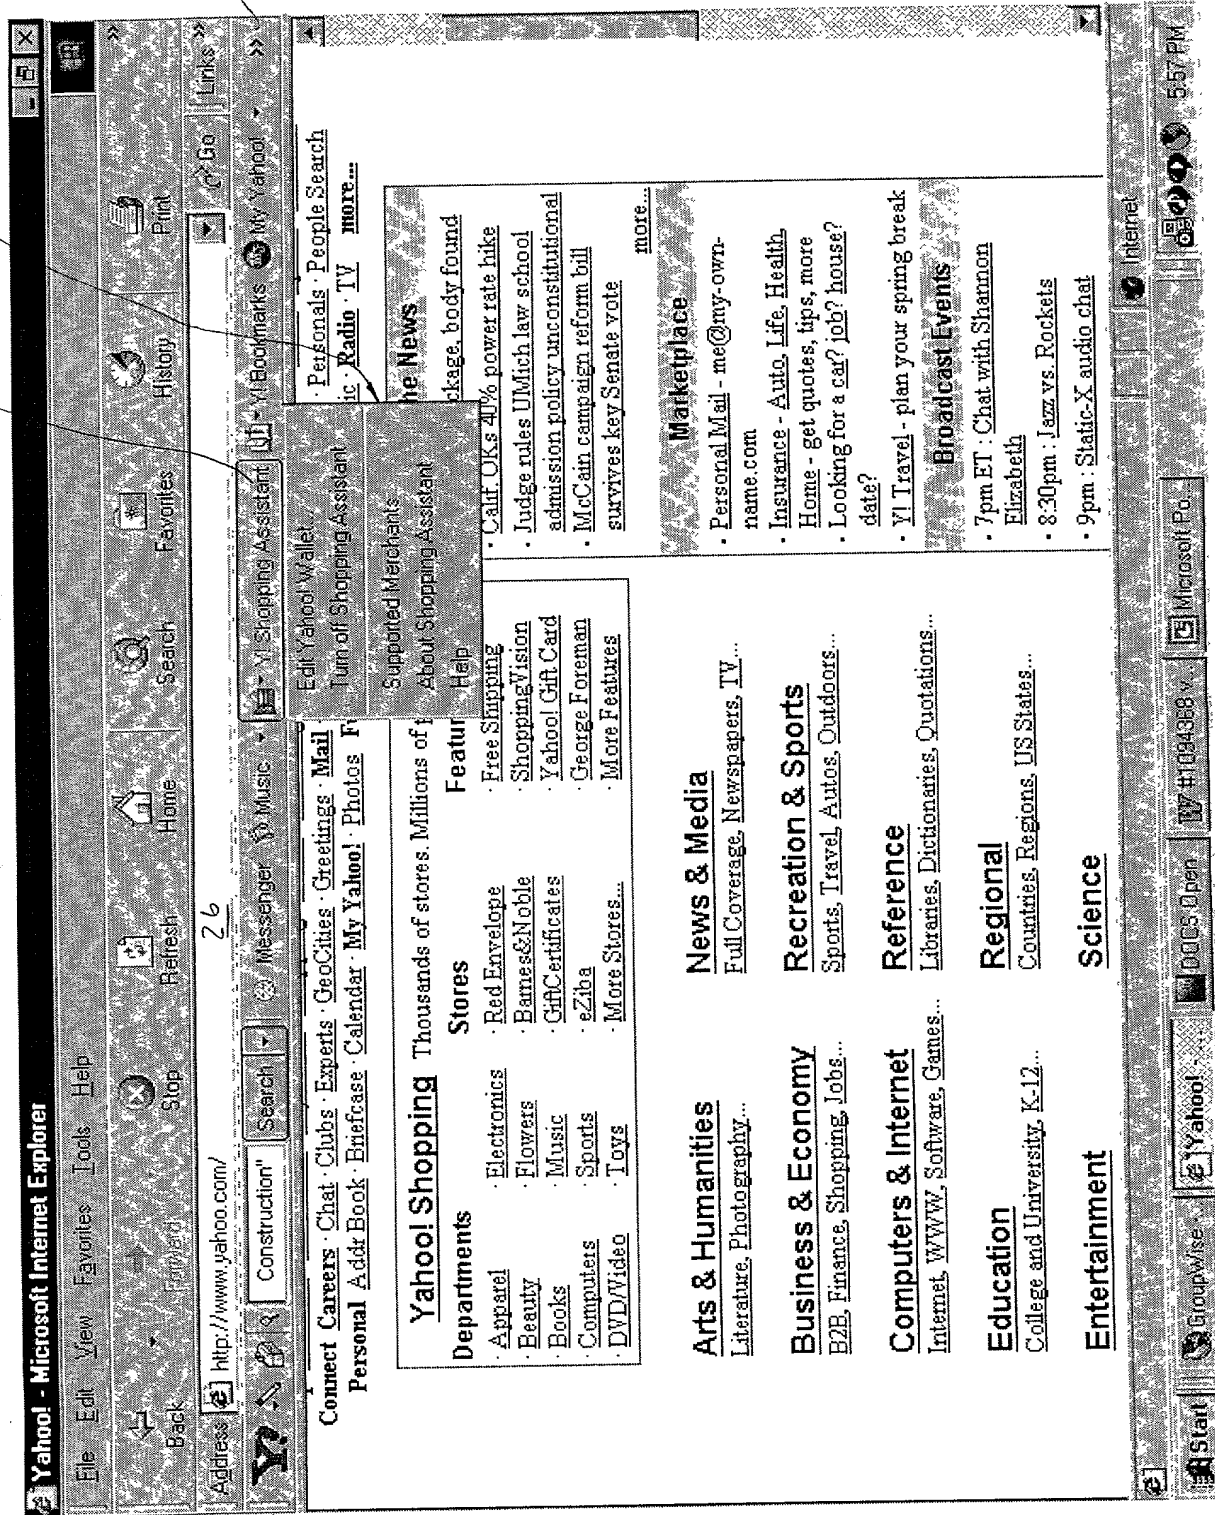 Yahoo! - Microsoft Internet Explorer
File Edit View Favorites Tools Help
Back Forward Stop Refresh Home Search Favorites History Print »
Address http://www.yahoo.com/ 26 Go Links »
Y! Construction" Search Messenger Music Y! Shopping Assistant Y! Bookmarks My Yahoo! »
Edit Yahoo! Wallet
Turn off Shopping Assistant
Supported Merchants
About Shopping Assistant
Help
· Personals · People Search
Connect Careers · Chat · Clubs · Experts · GeoCities · Greetings · Mail
Personal Addr Book · Briefcase · Calendar · My Yahoo! · Photos
ic · Radio · TV more...
Yahoo! Shopping Thousands of stores. Millions of
Departments Stores Featur
· Apparel · Electronics · Red Envelope · Free Shipping
· Beauty · Flowers · Barnes&Noble · ShoppingVision
· Books · Music · GiftCertificates · Yahoo! Gift Card
· Computers · Sports · eZiba · George Foreman
· DVD/Video · Toys · More Stores... · More Features
Arts & Humanities
Literature, Photography...
Business & Economy
B2B, Finance, Shopping, Jobs...
Computers & Internet
Internet, WWW, Software, Games...
Education
College and University, K-12...
Entertainment
News & Media
Full Coverage, Newspapers, TV...
Recreation & Sports
Sports, Travel, Autos, Outdoors...
Reference
Libraries, Dictionaries, Quotations...
Regional
Countries, Regions, US States...
Science
he News
ckage, body found
· Calif. OKs 40% power rate hike
· Judge rules UMich law school
admission policy unconstitutional
· McCain campaign reform bill
survives key Senate vote
more...
Marketplace
· Personal Mail - me@my-own-
name.com
· Insurance - Auto, Life, Health,
Home - get quotes, tips, more
· Looking for a car? job? house?
date?
· Y! Travel - plan your spring break
Broadcast Events
· 7pm ET : Chat with Shannon
Elizabeth
· 8:30pm : Jazz vs. Rockets
· 9pm : Static-X audio chat
Internet
Start GroupWise... Yahoo! DOCS Open W #1094368 v... Microsoft Po... 5:57 PM